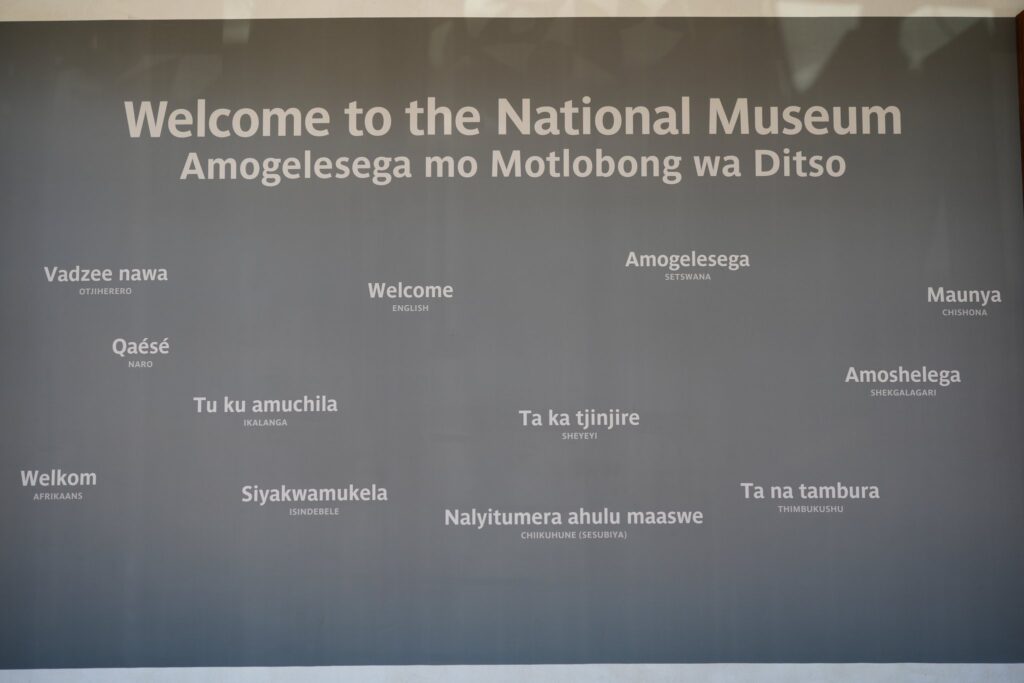 Welcome to the National Museum
Amogelesega mo Motlobong wa Ditso
Amogelesega
SETSWANA
Vadzee nawa
OTJIHERERO
Welcome
ENGLISH
Maunya
CHISHONA
Qaésé
NARO
Amoshelega
SHEKGALAGARI
Tu ku amuchila
IKALANGA
Ta ka tjinjire
SHEYEYI
Welkom
AFRIKAANS
Siyakwamukela
ISINDEBELE
Ta na tambura
THIMBUKUSHU
Nalyitumera ahulu maaswe
CHIIKUHUNE (SESUBIYA)